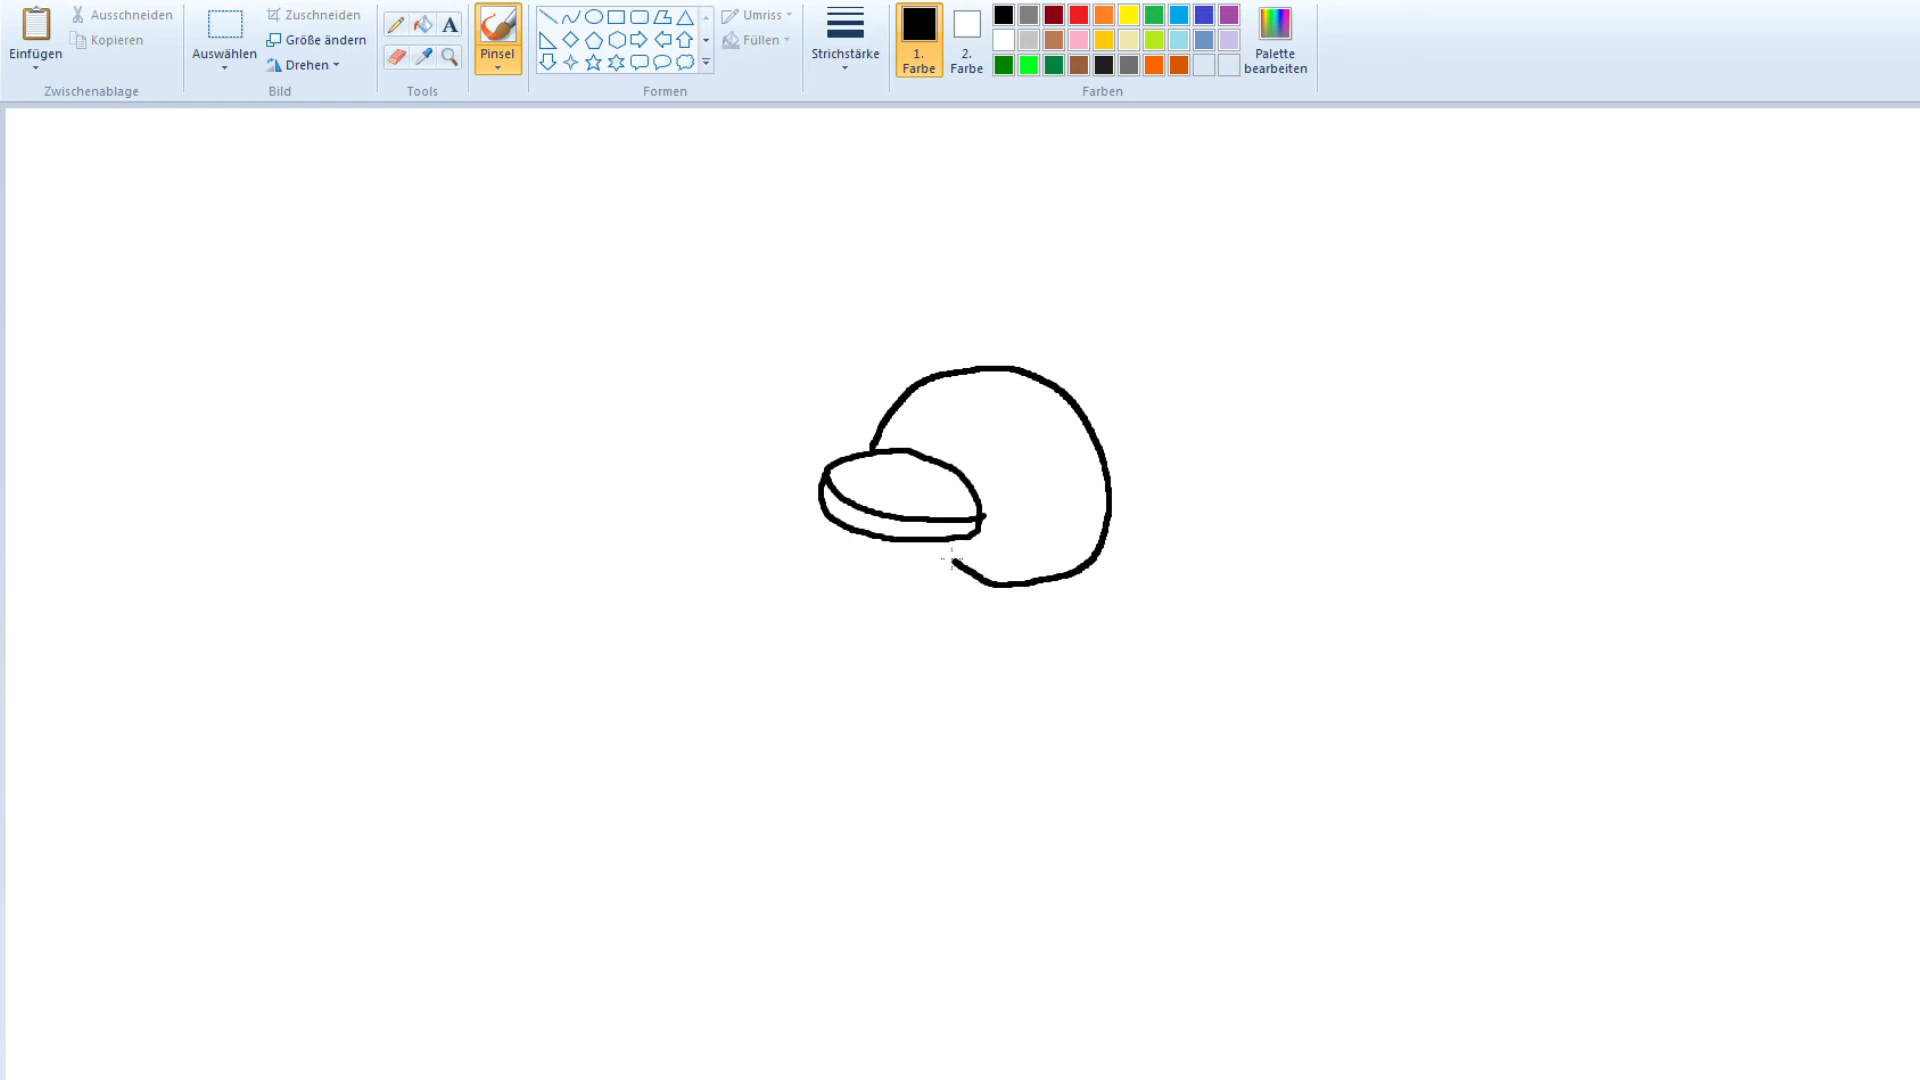 Einfügen
Ausschneiden
Kopieren
Zwischenablage
Auswählen
Zuschneiden
Größe ändern
Drehen
Bild
A
Tools
Pinsel
Formen
Umriss
Füllen
Strichstärke
1.
Farbe
2.
Farbe
Palette
bearbeiten
Farben